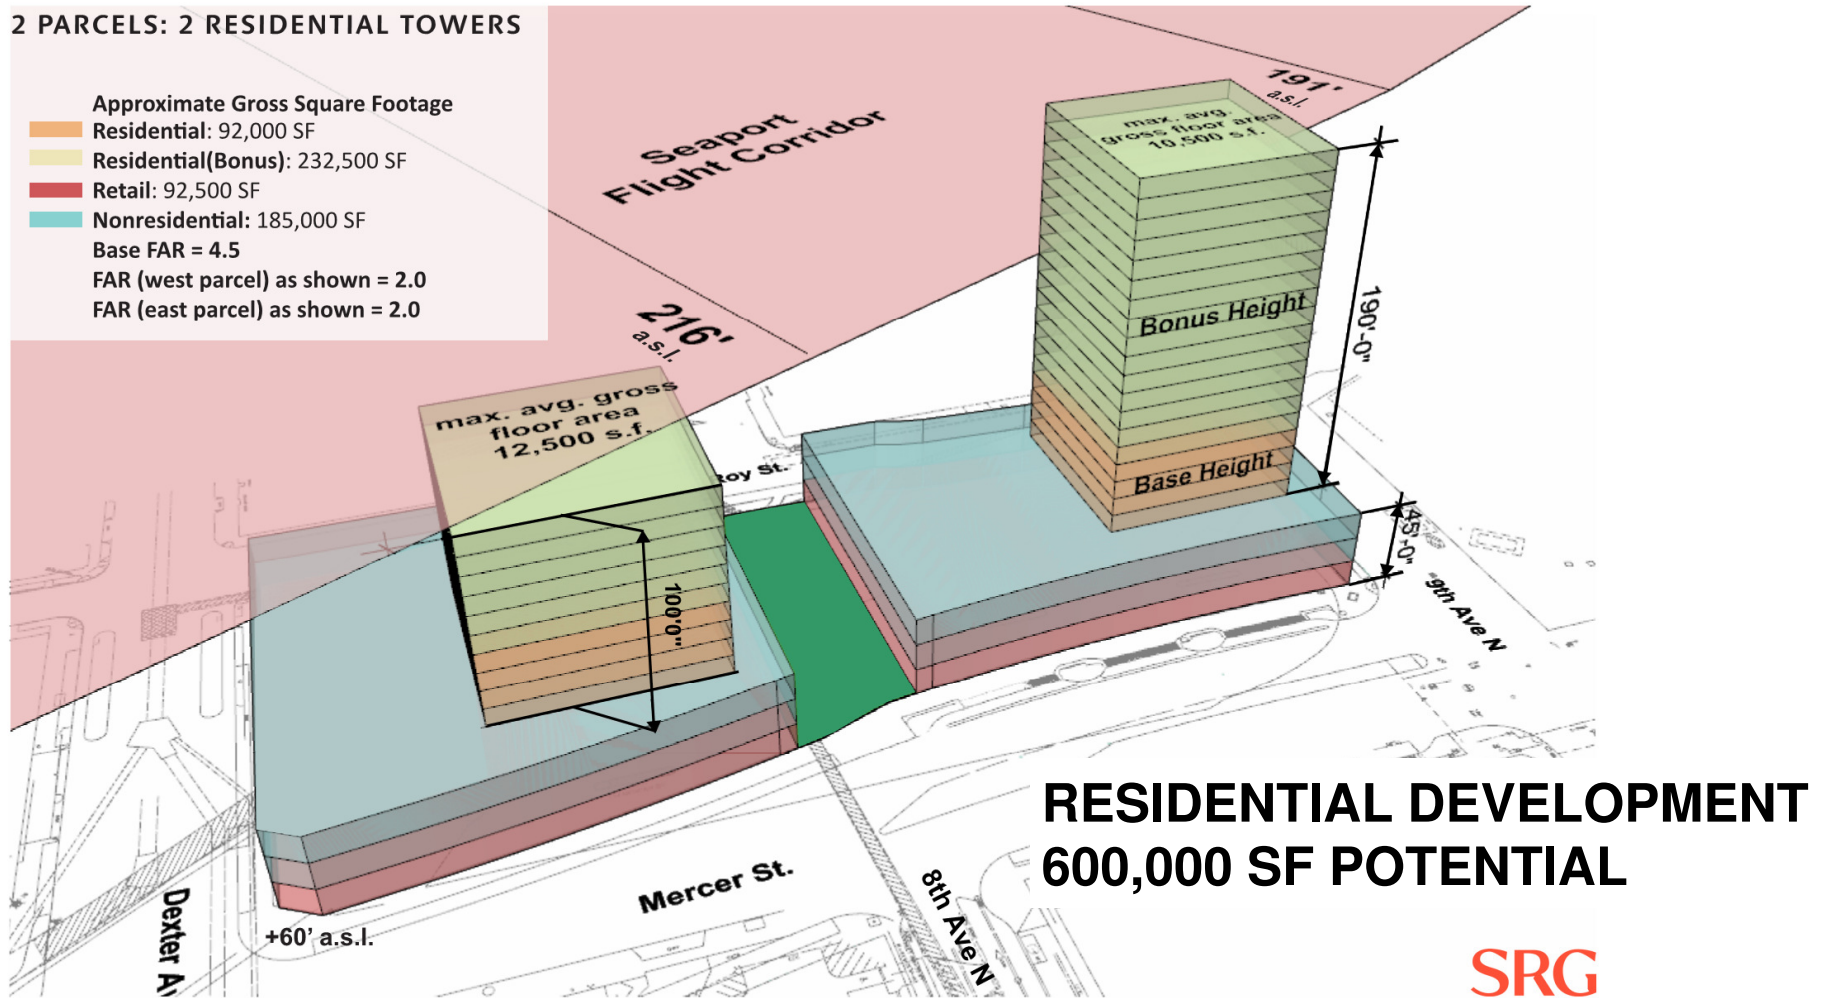 2 PARCELS: 2 RESIDENTIAL TOWERS
Approximate Gross Square Footage
Residential: 92,000 SF
Residential(Bonus): 232,500 SF
Retail: 92,500 SF
Nonresidential: 185,000 SF
Base FAR = 4.5
FAR (west parcel) as shown = 2.0
FAR (east parcel) as shown = 2.0
Seaport
Flight Corridor
191'
a.s.l.
max. avg.
gross floor area
10,500 s.f.
190'-0"
Bonus Height
216'
a.s.l.
max. avg. gross
floor area
12,500 s.f.
Roy St.
Base Height
45'-0"
100'0"
9th Ave N
Mercer St.
8th Ave N
Dexter Av
+60' a.s.l.
RESIDENTIAL DEVELOPMENT
600,000 SF POTENTIAL
SRG